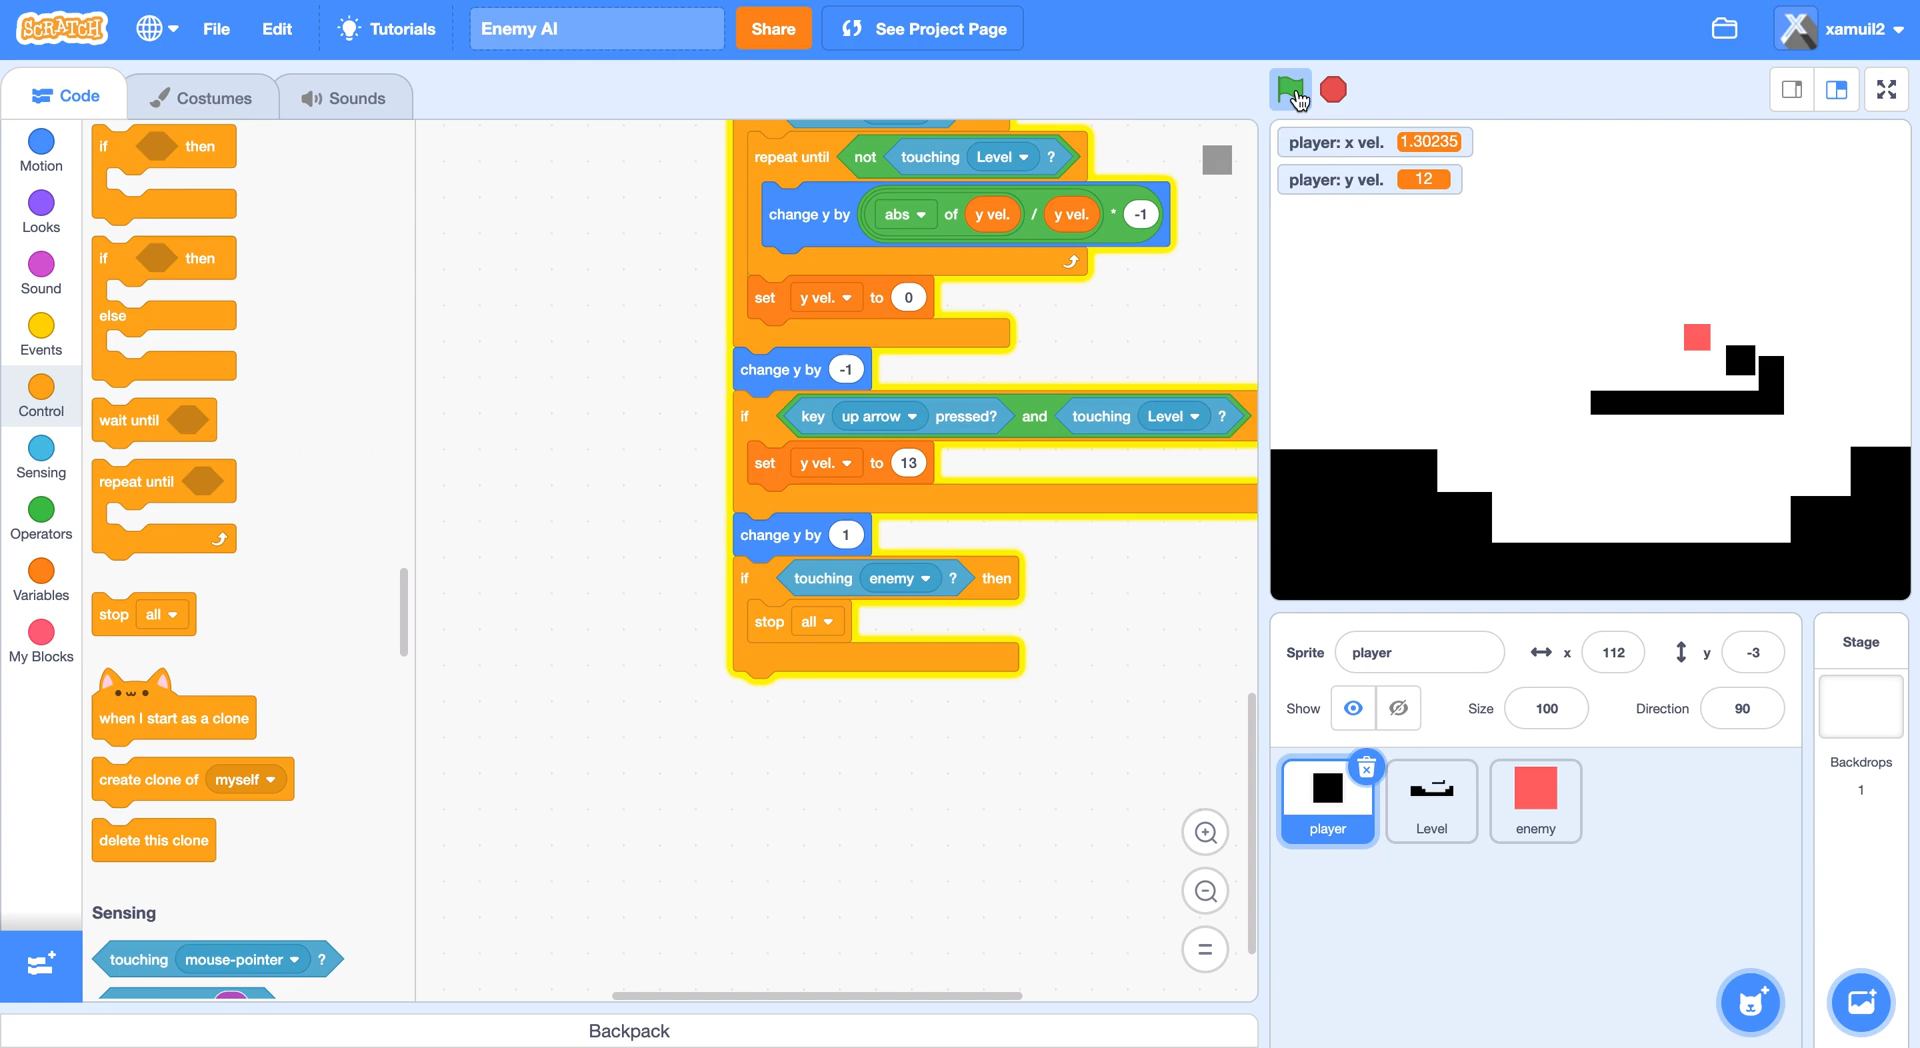 SCRATCH
File
Edit
Tutorials
Enemy AI
Share
See Project Page
xamuil2
Code
Costumes
Sounds
Motion
Looks
Sound
Events
Control
Sensing
Operators
Variables
My Blocks
if then
if then
else
wait until
repeat until
stop all
when I start as a clone
create clone of myself
delete this clone
Sensing
touching mouse-pointer ?
repeat until not touching Level ?
change y by abs of y vel. / y vel. * -1
set y vel. to 0
change y by -1
if key up arrow pressed? and touching Level ?
set y vel. to 13
change y by 1
if touching enemy ? then
stop all
Backpack
player: x vel. 1.30235
player: y vel. 12
Sprite player x 112 y -3
Show Size 100 Direction 90
player
Level
enemy
Stage
Backdrops
1